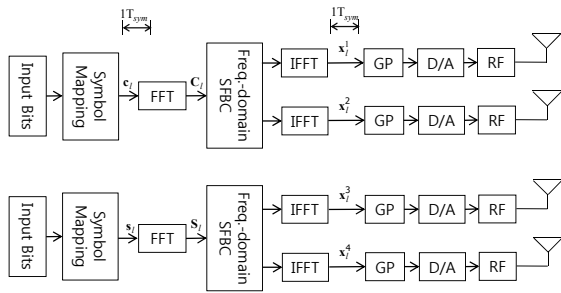 1T_sym
1T_sym
Input Bits
Symbol Mapping
c_l
FFT
C_l
Freq.-domain SFBC
IFFT
x_l^1
GP
D/A
RF
IFFT
x_l^2
GP
D/A
RF
Input Bits
Symbol Mapping
s_l
FFT
S_l
Freq.-domain SFBC
IFFT
x_l^3
GP
D/A
RF
IFFT
x_l^4
GP
D/A
RF